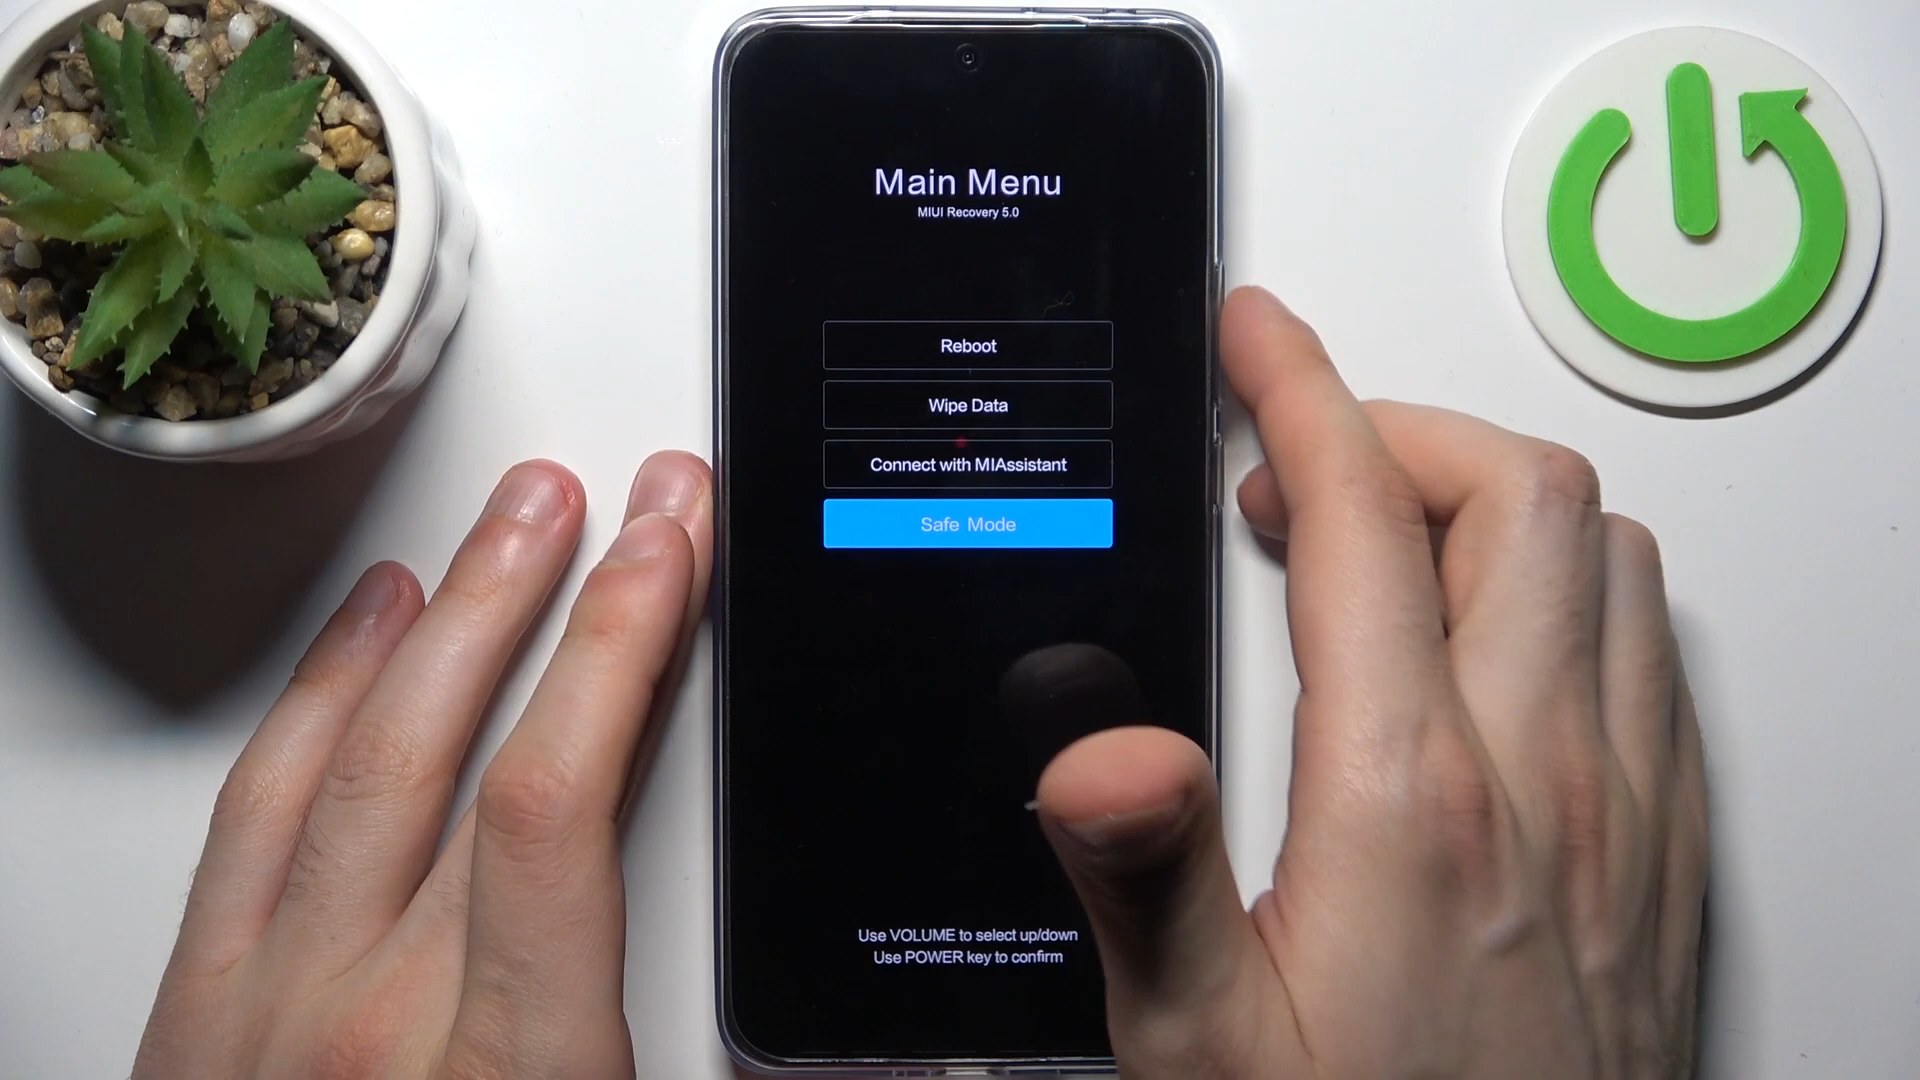 Main Menu
MIUI Recovery 5.0
Reboot
Wipe Data
Connect with MIAssistant
Safe Mode
Use VOLUME to select up/down
Use POWER key to confirm